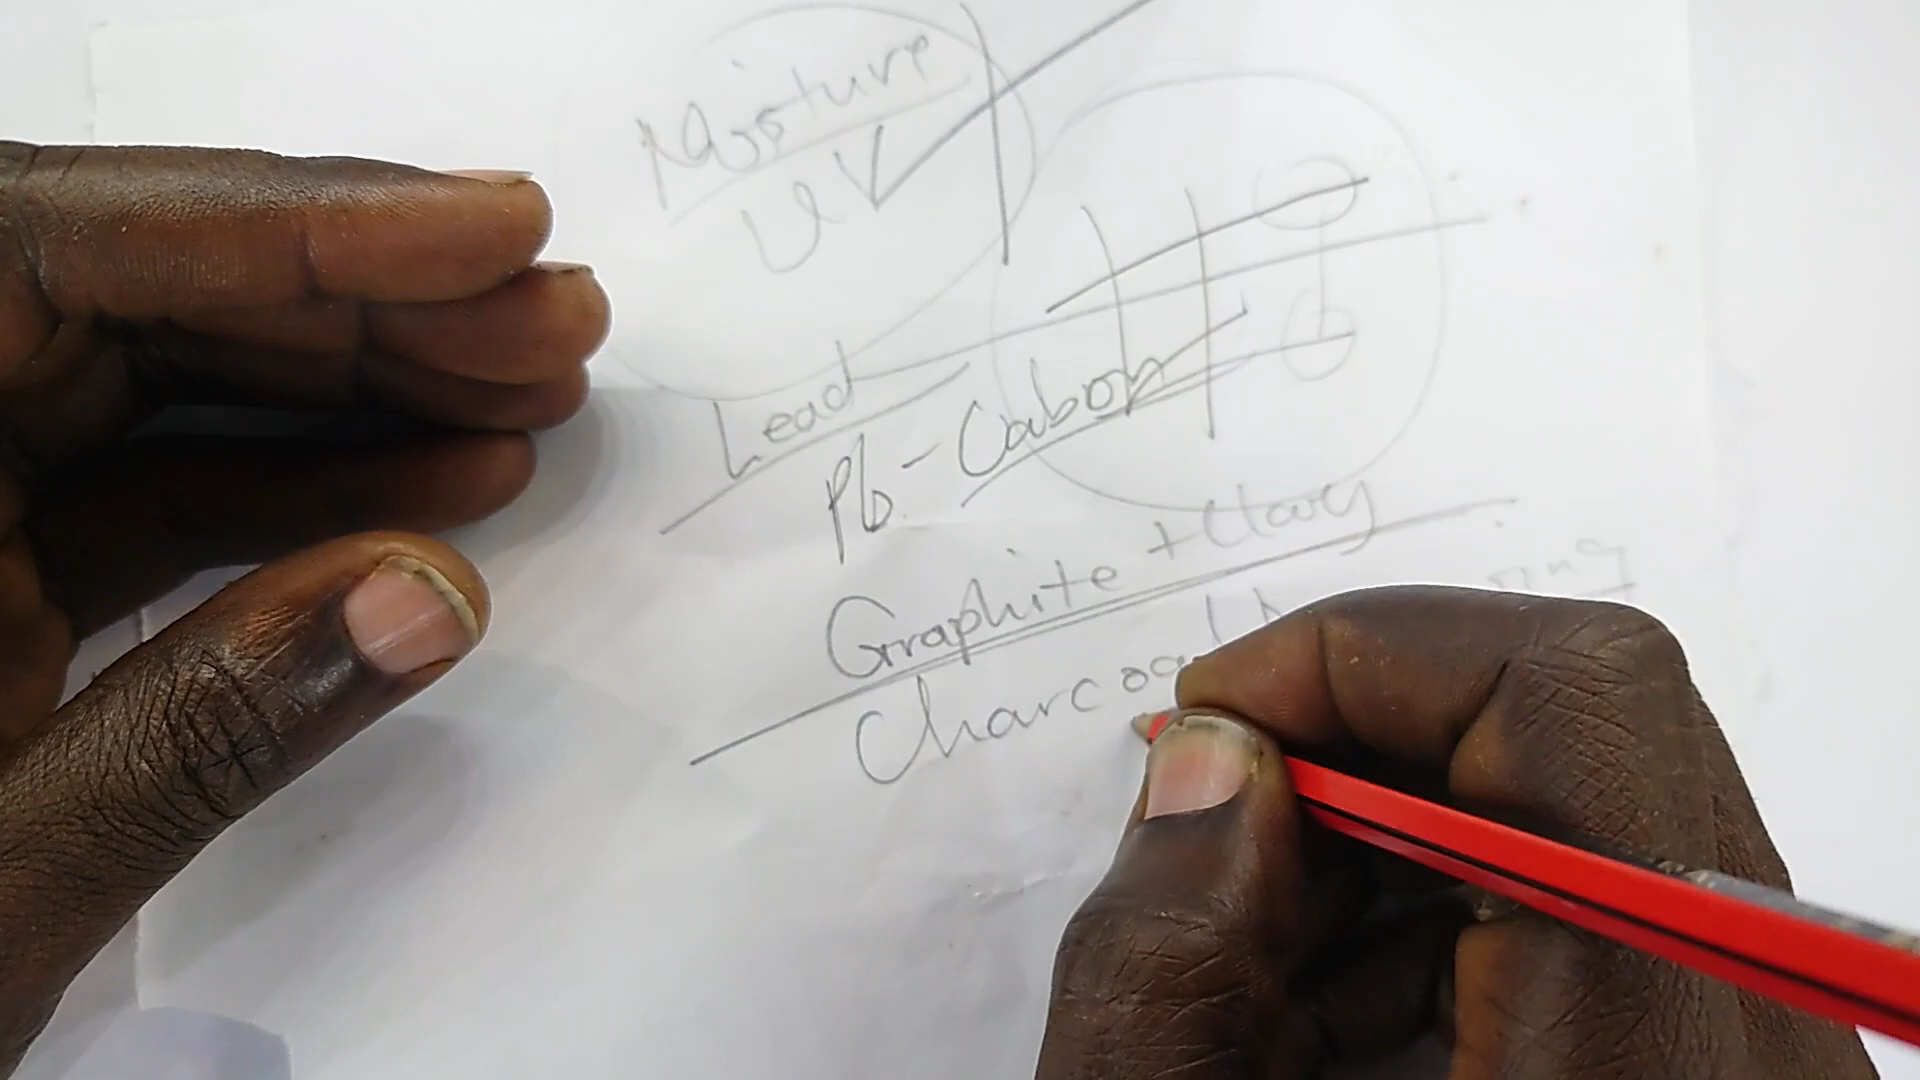 Moisture
UV
Lead
Pb - Cabon
Graphite + Clay
Charcoal